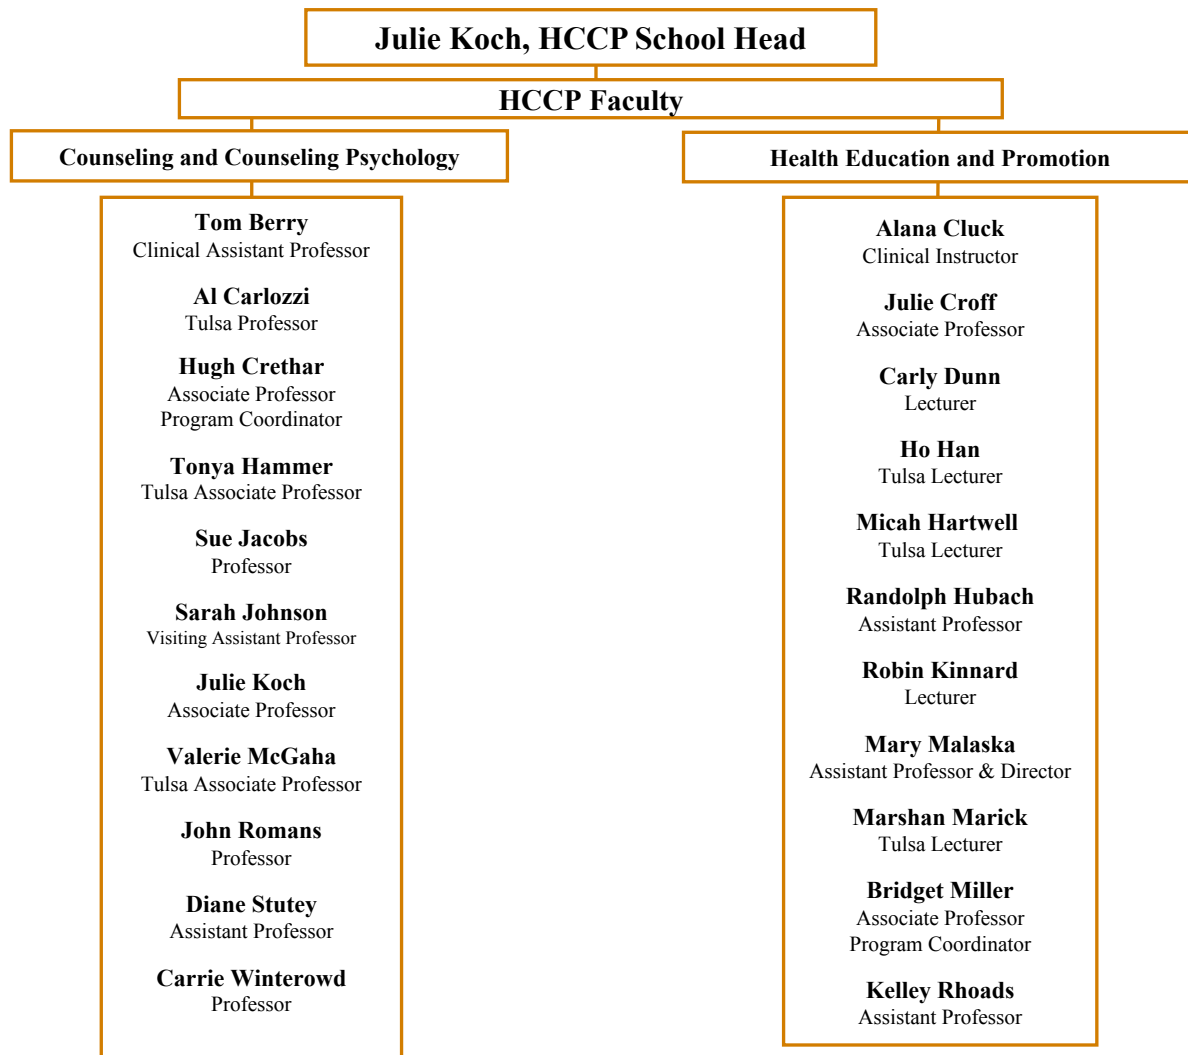 Julie Koch, HCCP School Head
HCCP Faculty
Counseling and Counseling Psychology
Tom Berry
Clinical Assistant Professor
Al Carlozzi
Tulsa Professor
Hugh Crethar
Associate Professor
Program Coordinator
Tonya Hammer
Tulsa Associate Professor
Sue Jacobs
Professor
Sarah Johnson
Visiting Assistant Professor
Julie Koch
Associate Professor
Valerie McGaha
Tulsa Associate Professor
John Romans
Professor
Diane Stutey
Assistant Professor
Carrie Winterowd
Professor
Health Education and Promotion
Alana Cluck
Clinical Instructor
Julie Croff
Associate Professor
Carly Dunn
Lecturer
Ho Han
Tulsa Lecturer
Micah Hartwell
Tulsa Lecturer
Randolph Hubach
Assistant Professor
Robin Kinnard
Lecturer
Mary Malaska
Assistant Professor & Director
Marshan Marick
Tulsa Lecturer
Bridget Miller
Associate Professor
Program Coordinator
Kelley Rhoads
Assistant Professor